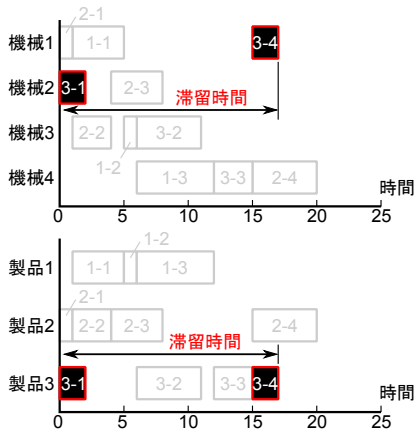 2-1
機械1 1-1 3-4
機械2 3-1 2-3
滞留時間
機械3 2-2 3-2
1-2
機械4 1-3 3-3 2-4
時間
0 5 10 15 20 25
1-2
製品1 1-1 1-3
2-1
製品2 2-2 2-3 2-4
滞留時間
製品3 3-1 3-2 3-3 3-4
時間
0 5 10 15 20 25